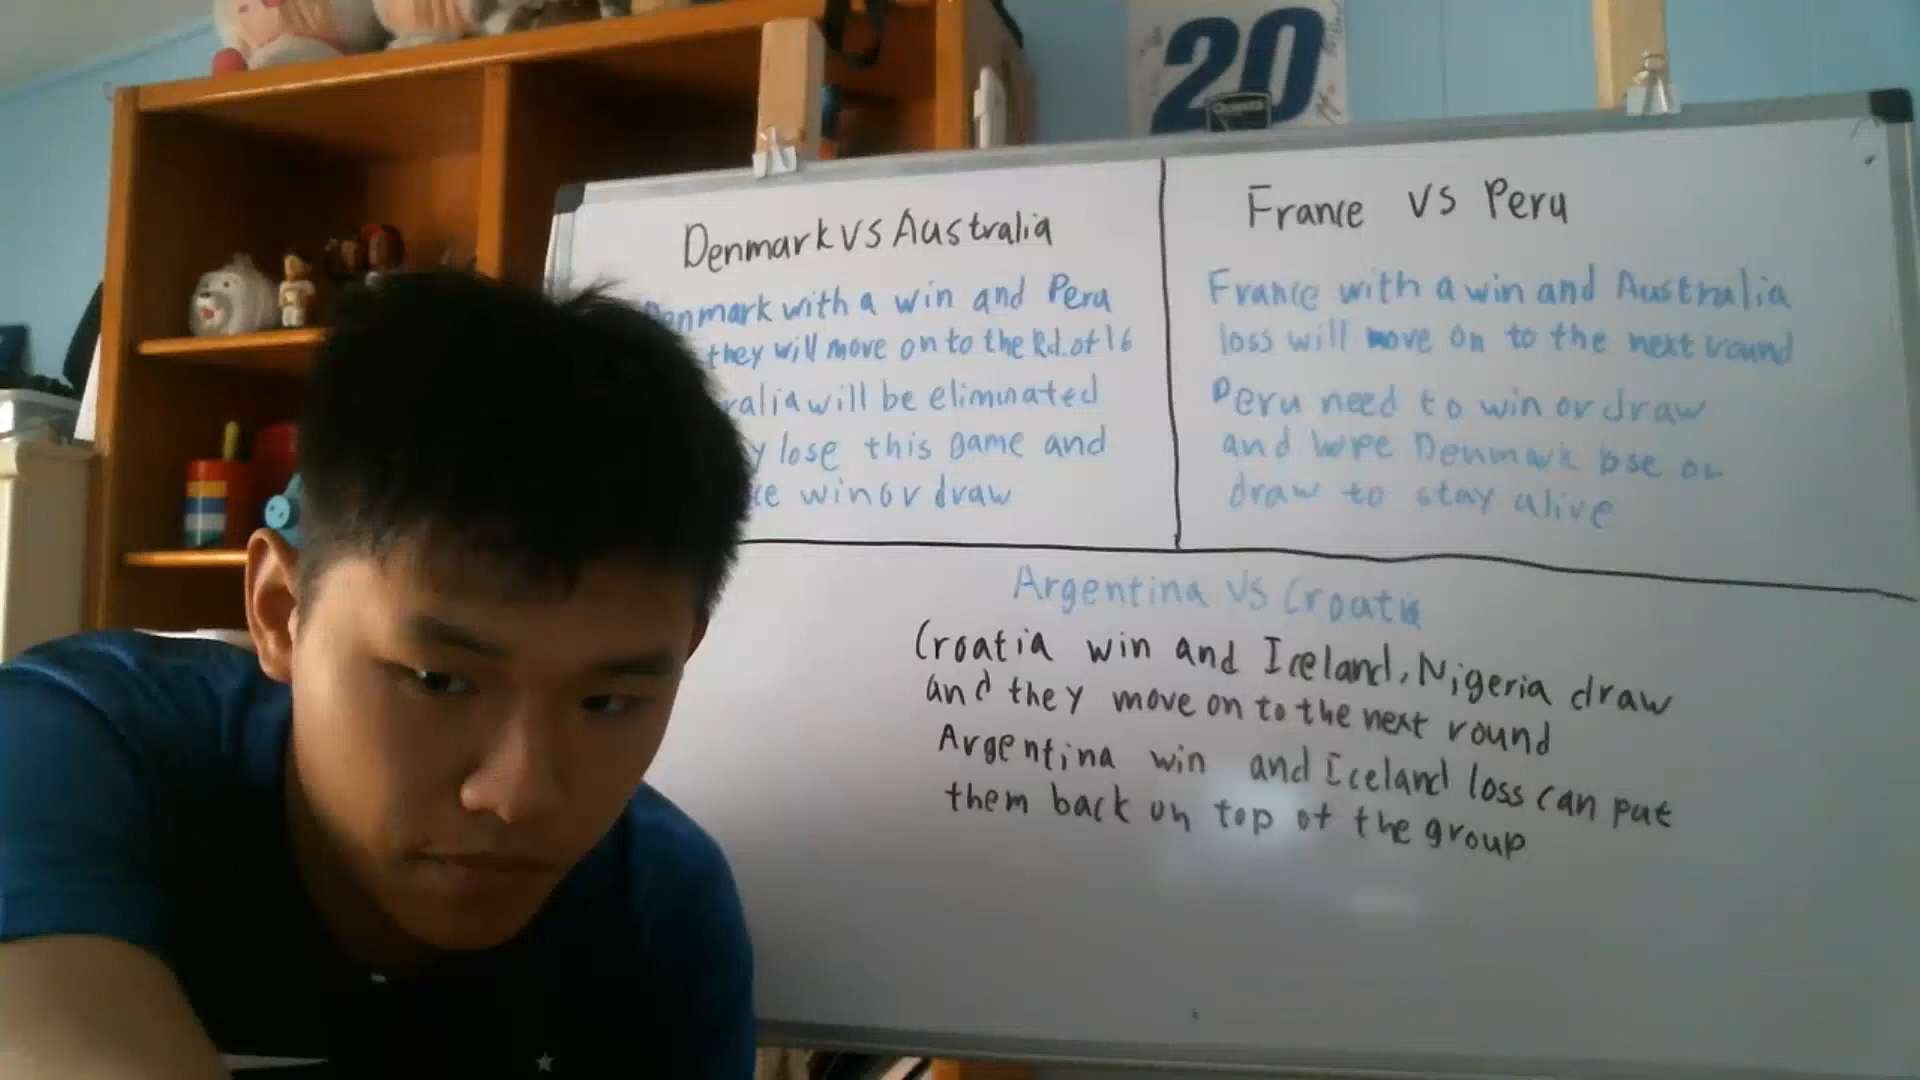 20
Denmark vs Australia
Denmark with a win and Peru
they will move on to the Rd.of 16
ralia will be eliminated
y lose this game and
ce win or draw
France vs Peru
France with a win and Australia
loss will move on to the next round
Peru need to win or draw
and hope Denmark lose or
draw to stay alive
Argentina vs Croatia
Croatia win and Iceland, Nigeria draw
and they move on to the next round
Argentina win and Iceland loss can put
them back on top of the group